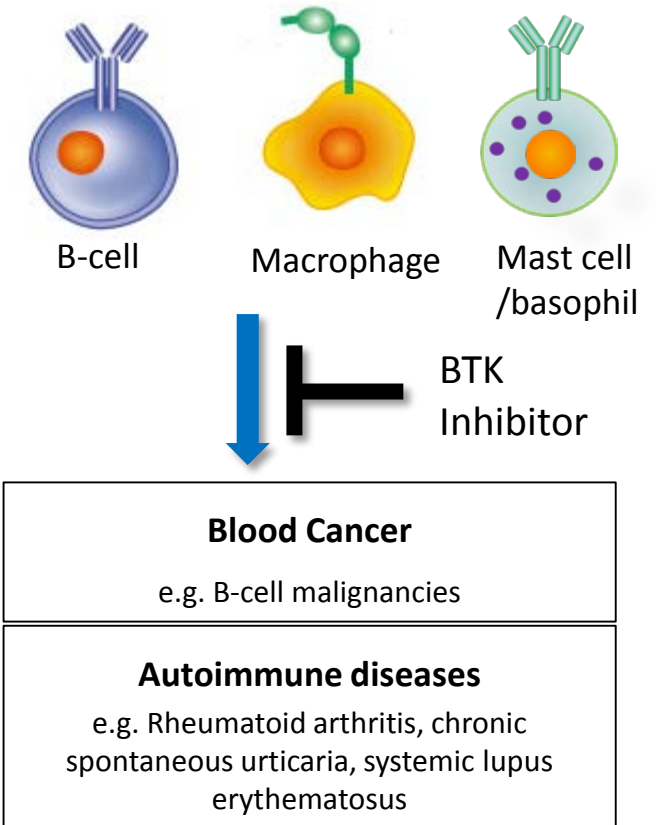 B-cell
Macrophage
Mast cell
/basophil
BTK
Inhibitor
Blood Cancer
e.g. B-cell malignancies
Autoimmune diseases
e.g. Rheumatoid arthritis, chronic
spontaneous urticaria, systemic lupus
erythematosus